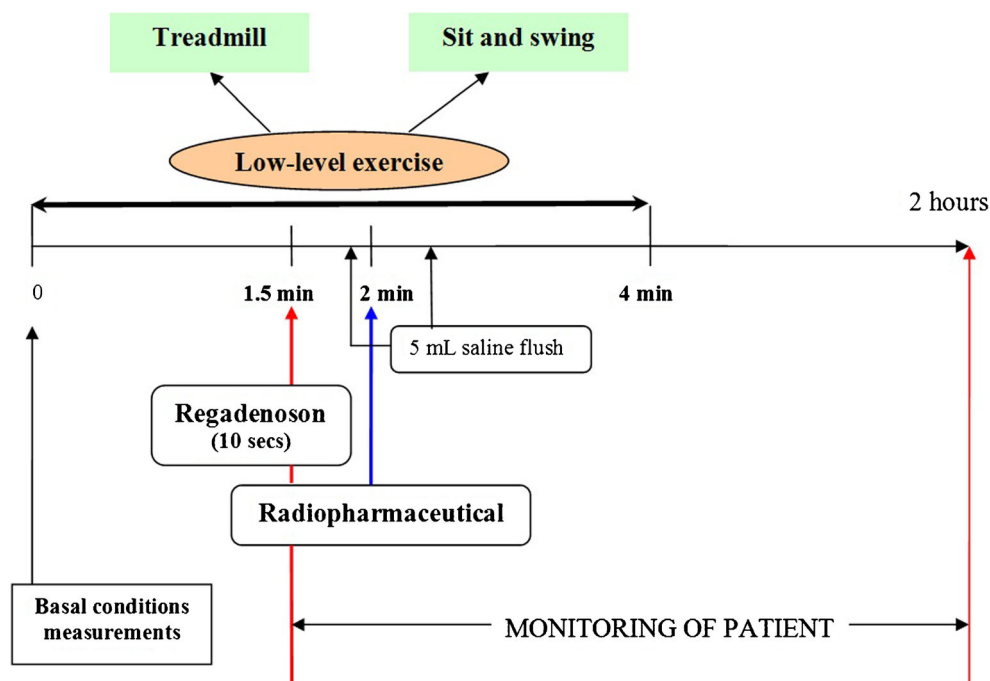 Treadmill
Sit and swing
Low-level exercise
2 hours
0
1.5 min
2 min
4 min
5 mL saline flush
Regadenoson
(10 secs)
Radiopharmaceutical
Basal conditions
measurements
MONITORING OF PATIENT